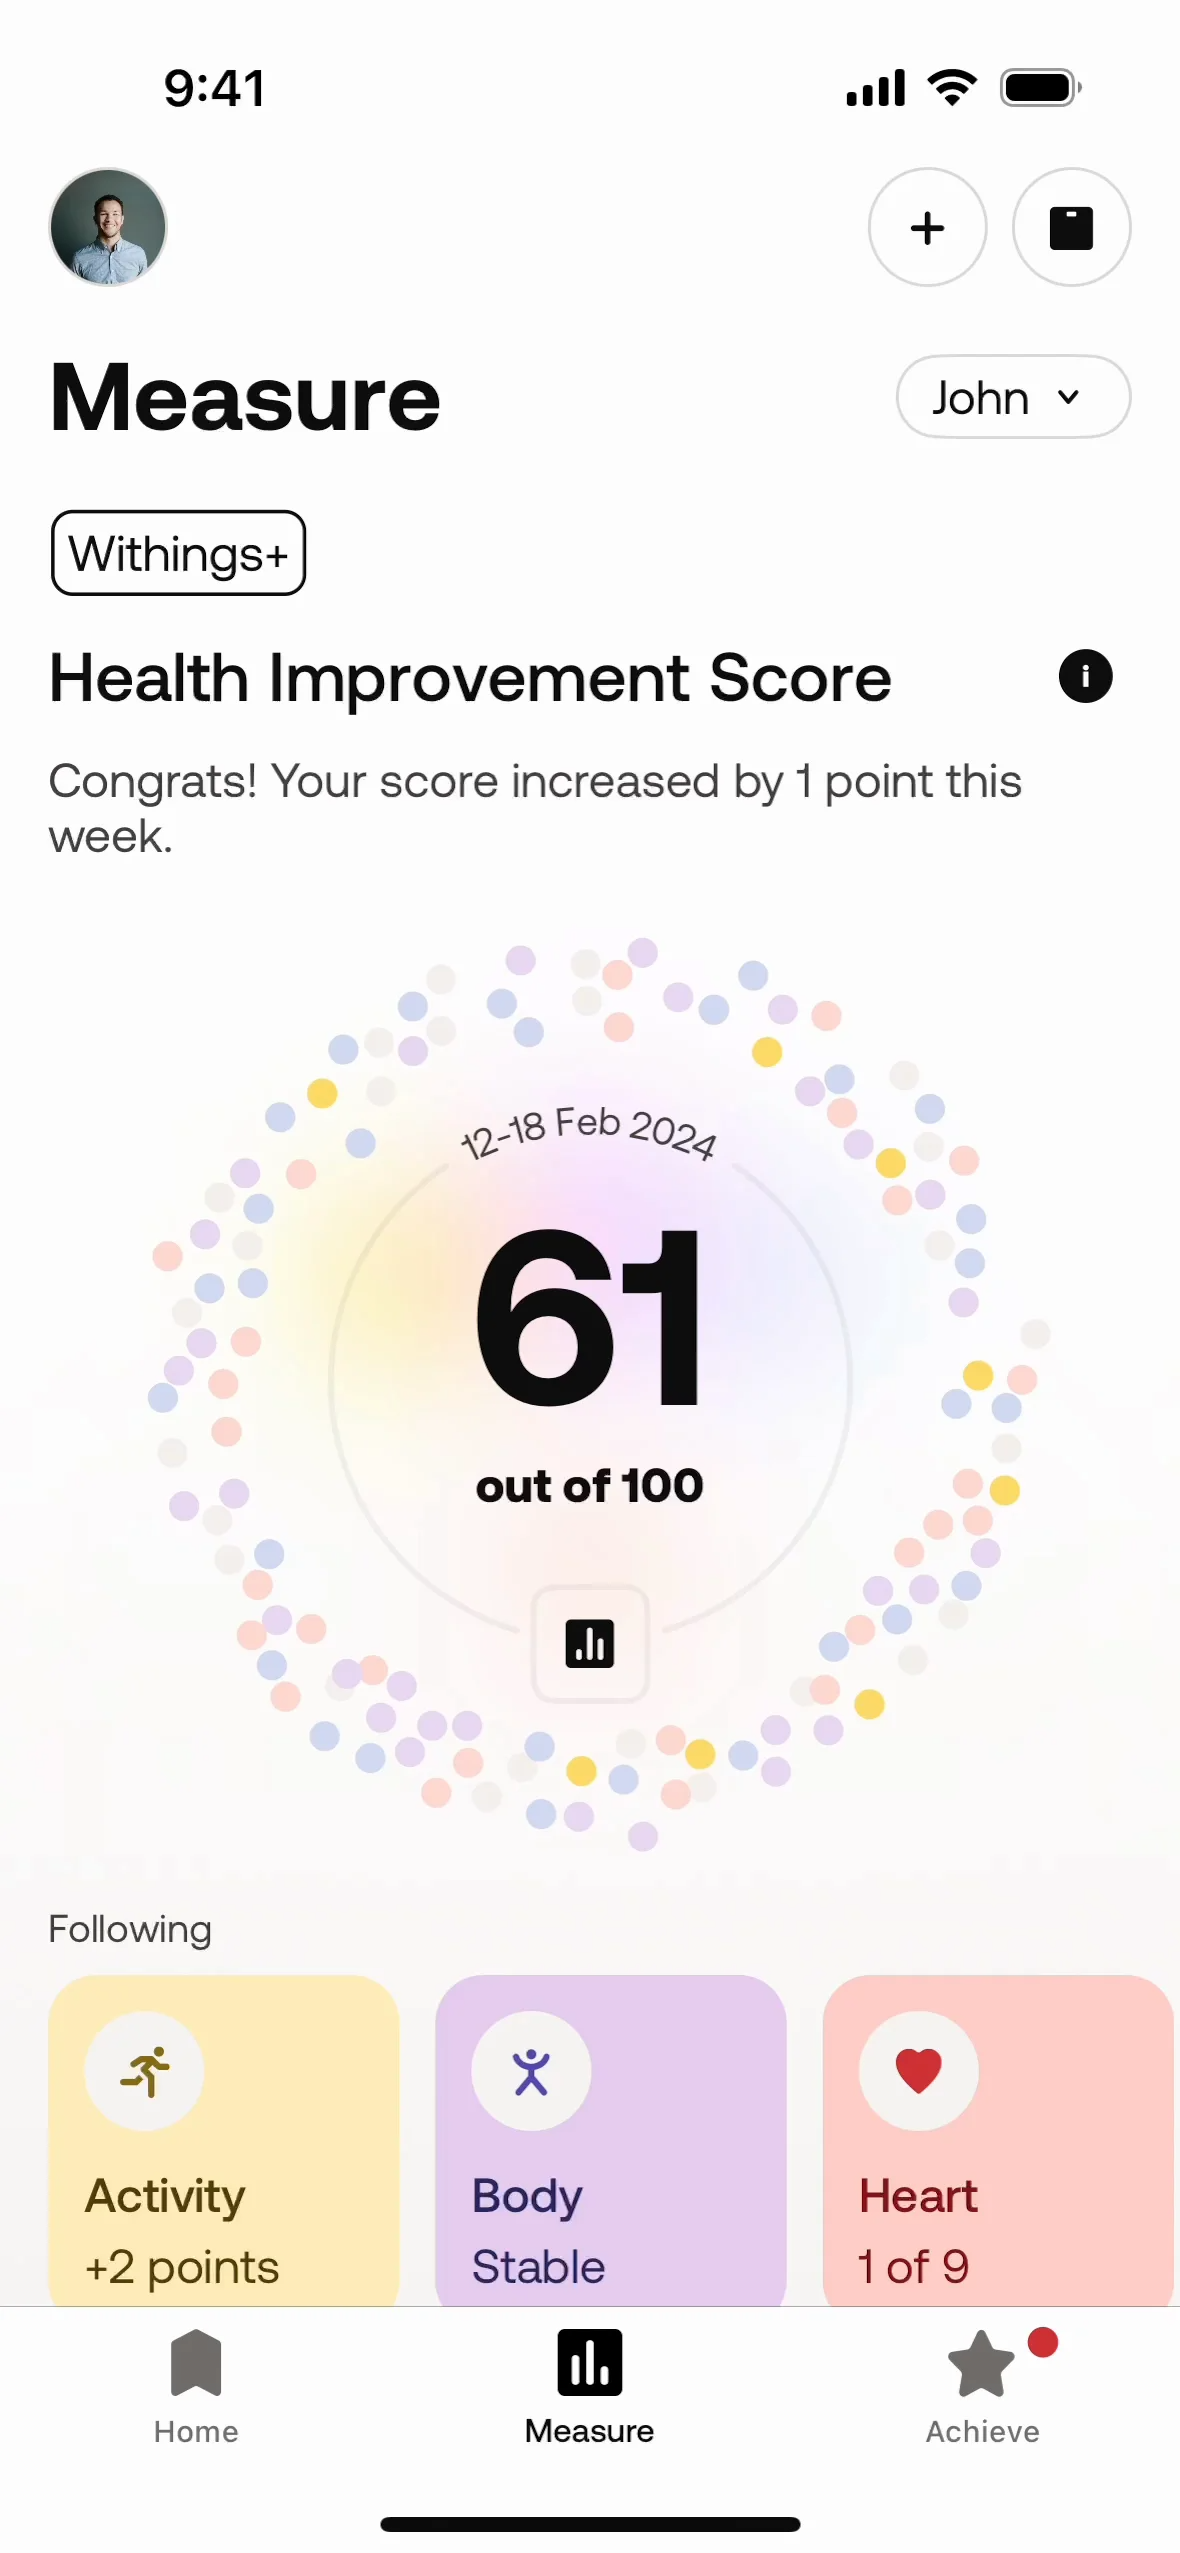 9:41
Measure
John
Withings+
Health Improvement Score
Congrats! Your score increased by 1 point this
week.
12-18 Feb 2024
61
out of 100
Following
Activity
+2 points
Body
Stable
Heart
1 of 9
Home
Measure
Achieve